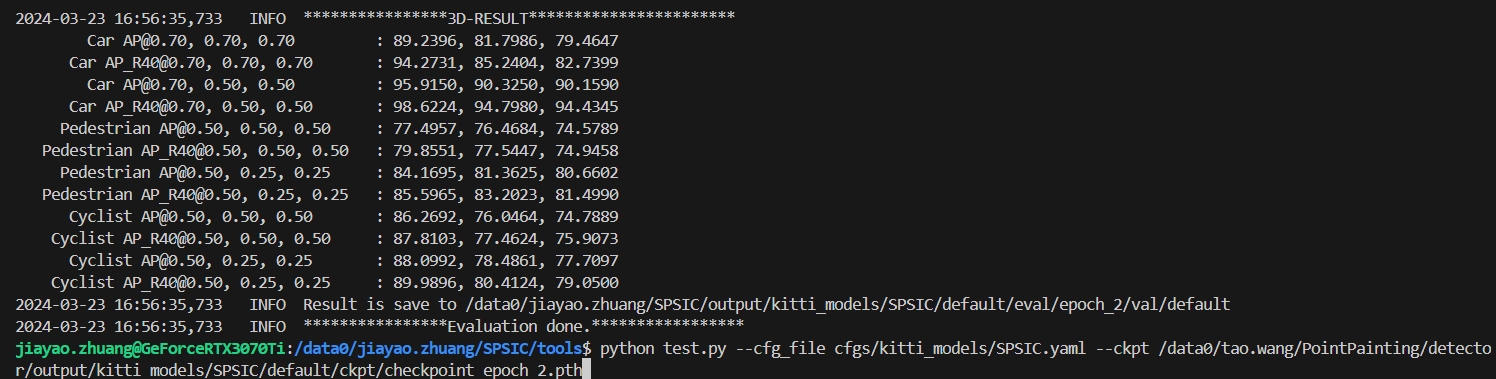 2024-03-23 16:56:35,733   INFO  ****************3D-RESULT***********************
Car AP@0.70, 0.70, 0.70         : 89.2396, 81.7986, 79.4647
Car AP_R40@0.70, 0.70, 0.70     : 94.2731, 85.2404, 82.7399
Car AP@0.70, 0.50, 0.50         : 95.9150, 90.3250, 90.1590
Car AP_R40@0.70, 0.50, 0.50     : 98.6224, 94.7980, 94.4345
Pedestrian AP@0.50, 0.50, 0.50     : 77.4957, 76.4684, 74.5789
Pedestrian AP_R40@0.50, 0.50, 0.50   : 79.8551, 77.5447, 74.9458
Pedestrian AP@0.50, 0.25, 0.25     : 84.1695, 81.3625, 80.6602
Pedestrian AP_R40@0.50, 0.25, 0.25   : 85.5965, 83.2023, 81.4990
Cyclist AP@0.50, 0.50, 0.50       : 86.2692, 76.0464, 74.7889
Cyclist AP_R40@0.50, 0.50, 0.50     : 87.8103, 77.4624, 75.9073
Cyclist AP@0.50, 0.25, 0.25       : 88.0992, 78.4861, 77.7097
Cyclist AP_R40@0.50, 0.25, 0.25     : 89.9896, 80.4124, 79.0500
2024-03-23 16:56:35,733   INFO  Result is save to /data0/jiayao.zhuang/SPSIC/output/kitti_models/SPSIC/default/eval/epoch_2/val/default
2024-03-23 16:56:35,733   INFO  ****************Evaluation done.*****************
jiayao.zhuang@GeForceRTX3070Ti:/data0/jiayao.zhuang/SPSIC/tools$ python test.py --cfg_file cfgs/kitti_models/SPSIC.yaml --ckpt /data0/tao.wang/PointPainting/detecto
r/output/kitti_models/SPSIC/default/ckpt/checkpoint_epoch_2.pth